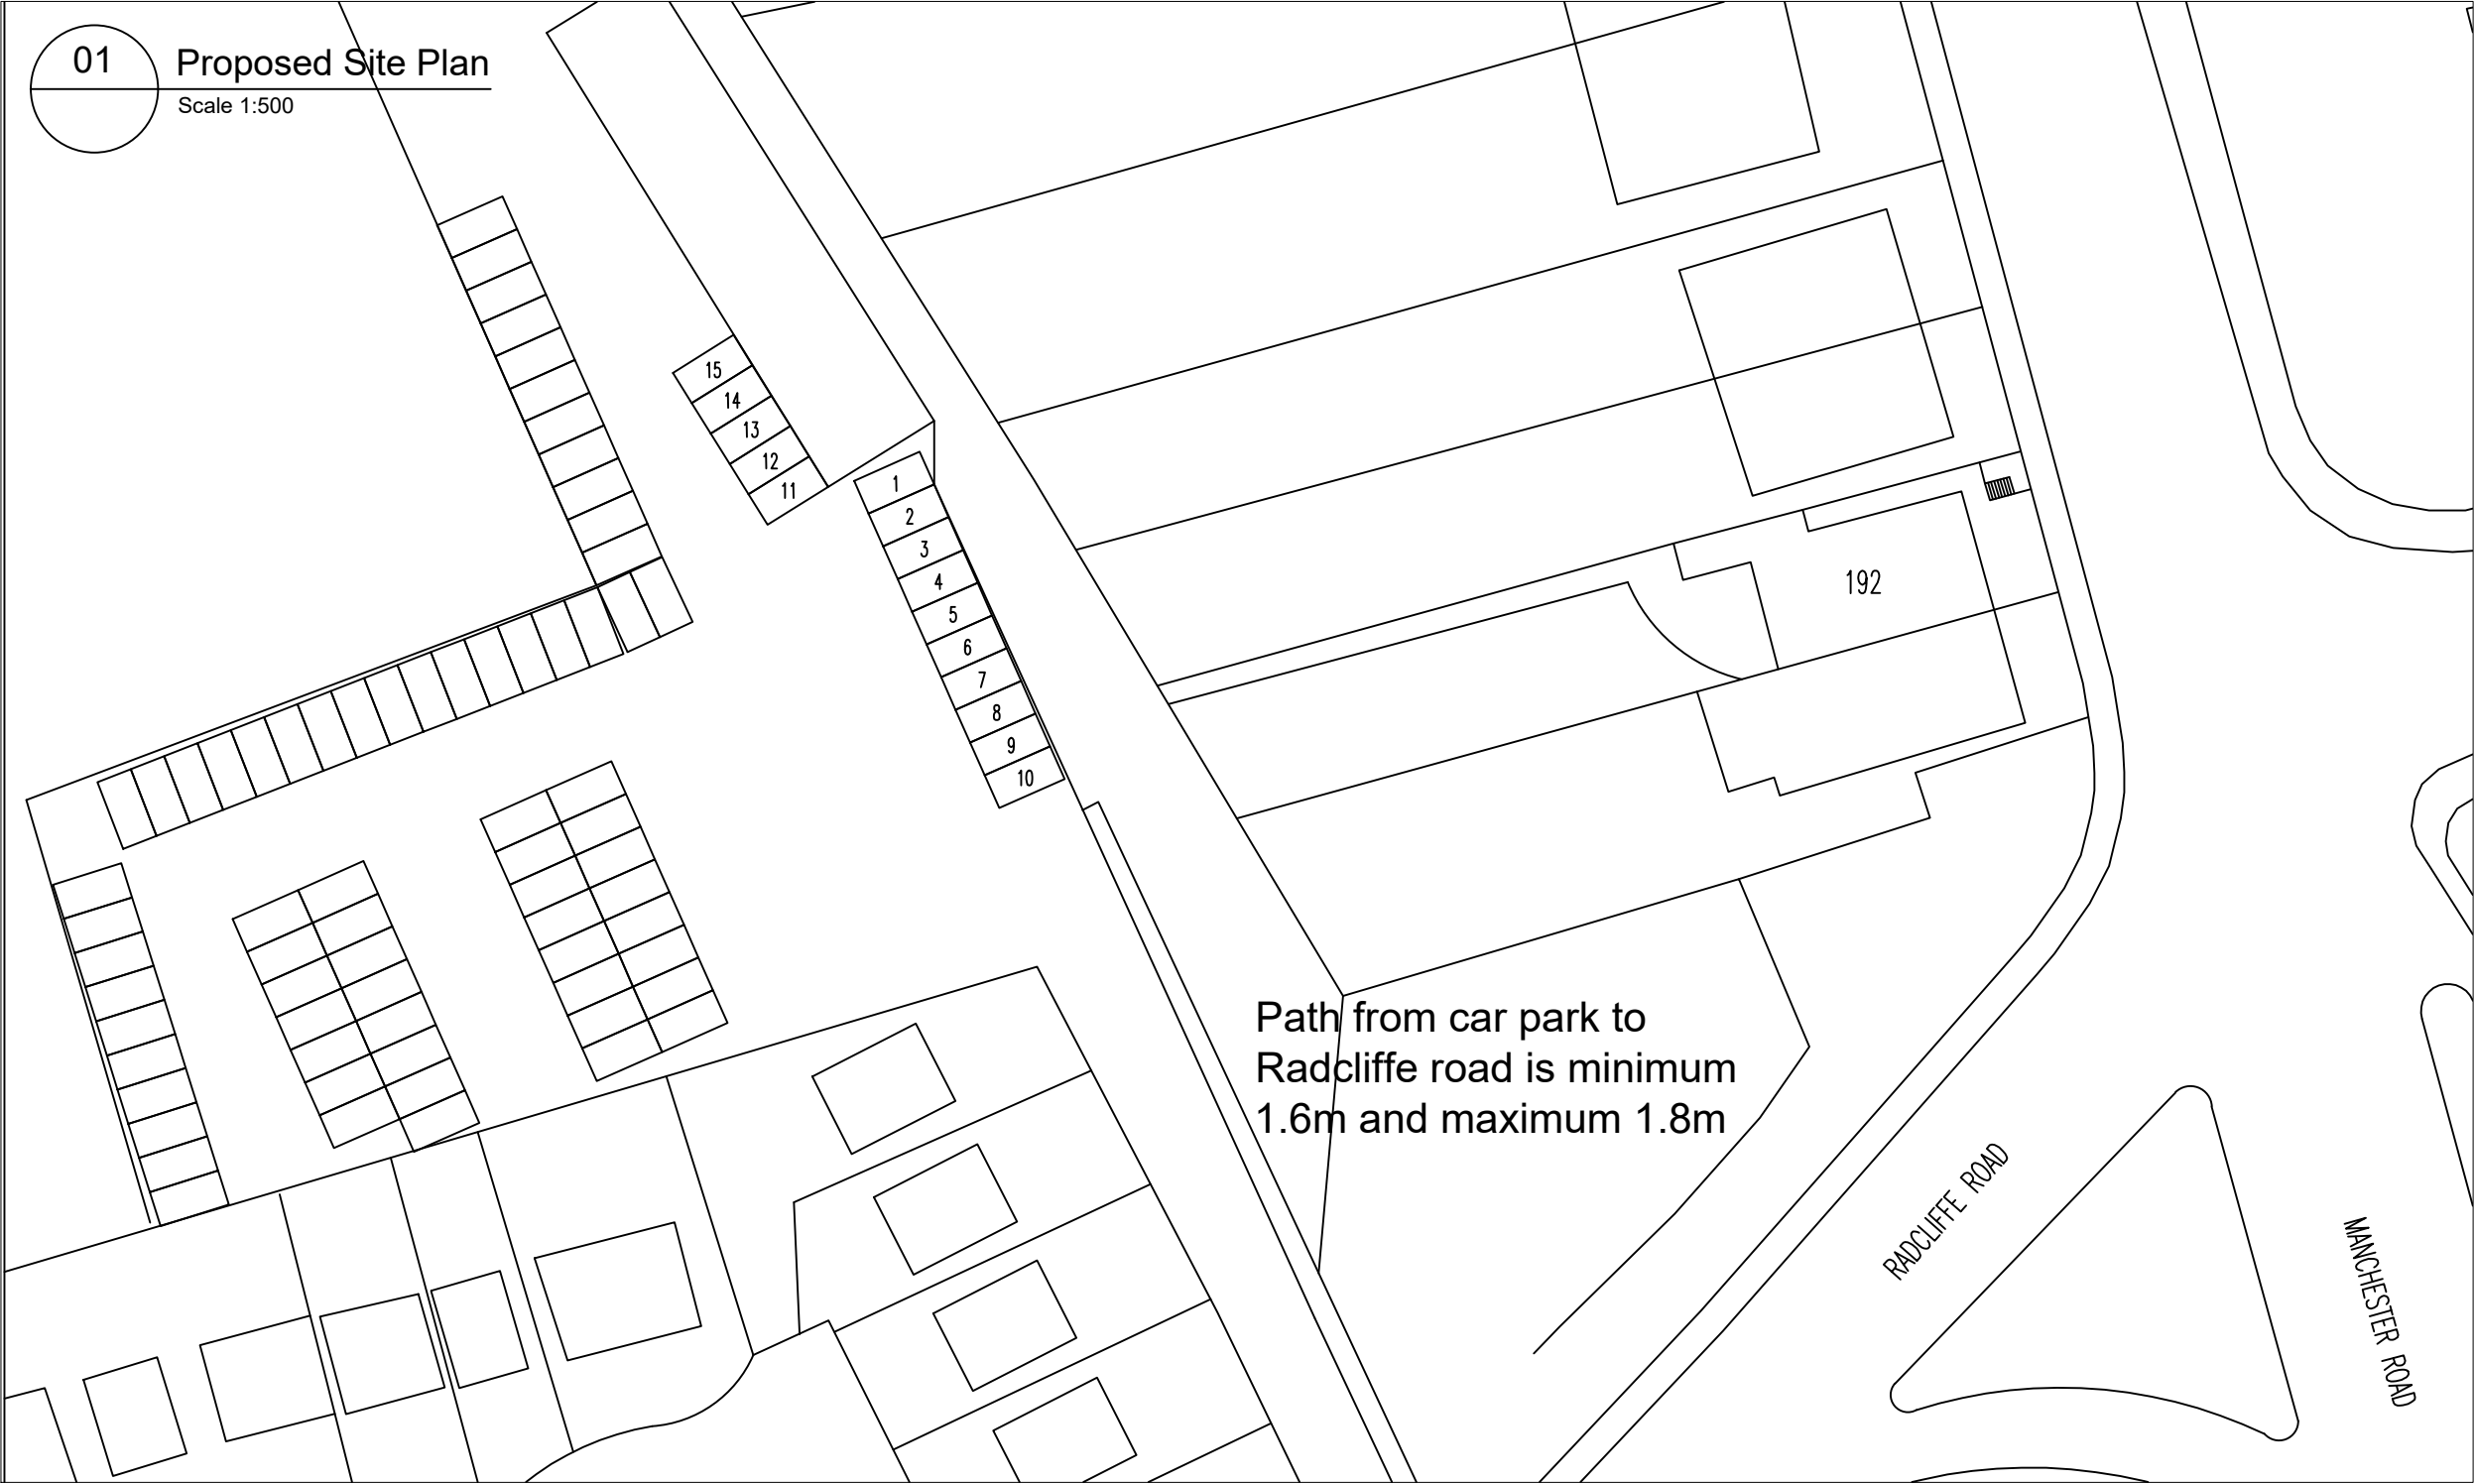 01
Proposed Site Plan
Scale 1:500
15
14
13
12
11
1
2
3
4
5
6
7
8
9
10
192
Path from car park to
Radcliffe road is minimum
1.6m and maximum 1.8m
RADCLIFFE ROAD
MANCHESTER ROAD